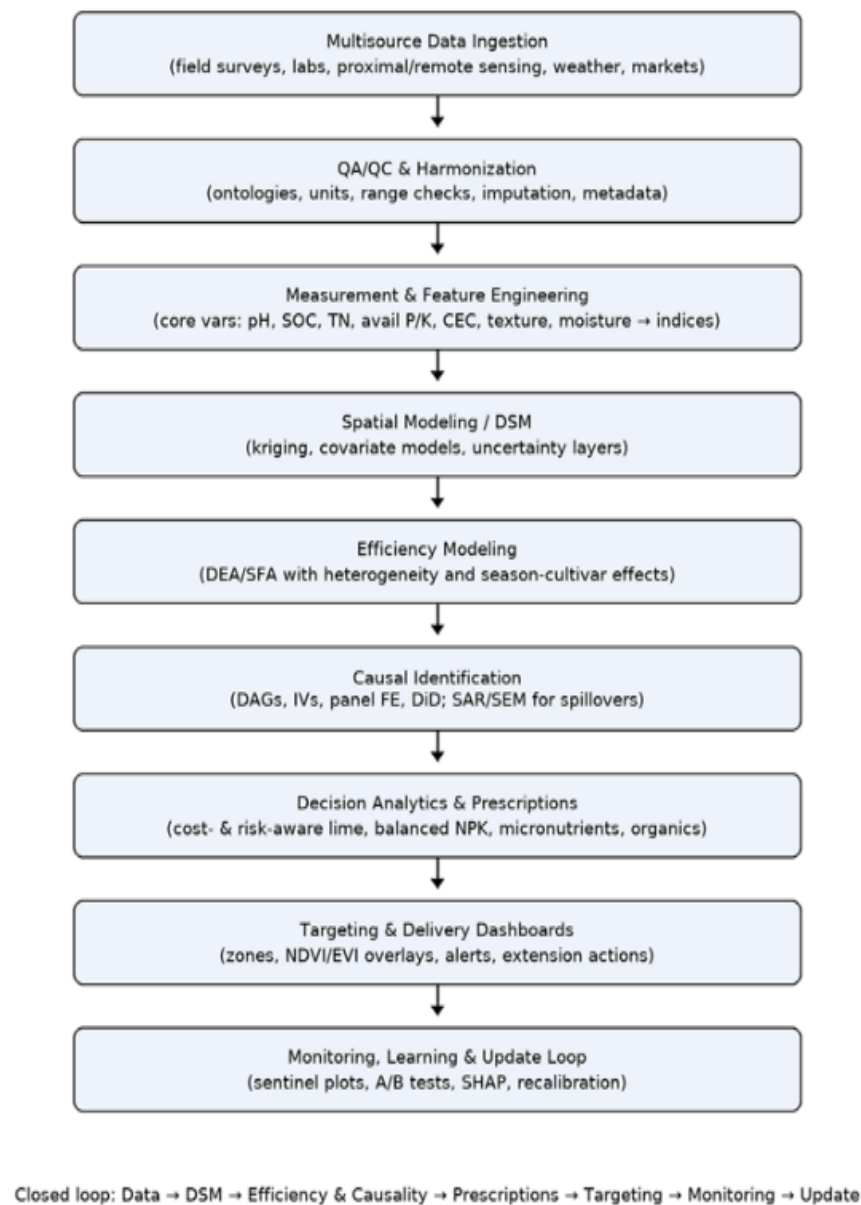 Multisource Data Ingestion
(field surveys, labs, proximal/remote sensing, weather, markets)
QA/QC & Harmonization
(ontologies, units, range checks, imputation, metadata)
Measurement & Feature Engineering
(core vars: pH, SOC, TN, avail P/K, CEC, texture, moisture → indices)
Spatial Modeling / DSM
(kriging, covariate models, uncertainty layers)
Efficiency Modeling
(DEA/SFA with heterogeneity and season-cultivar effects)
Causal Identification
(DAGs, IVs, panel FE, DiD; SAR/SEM for spillovers)
Decision Analytics & Prescriptions
(cost- & risk-aware lime, balanced NPK, micronutrients, organics)
Targeting & Delivery Dashboards
(zones, NDVI/EVI overlays, alerts, extension actions)
Monitoring, Learning & Update Loop
(sentinel plots, A/B tests, SHAP, recalibration)
Closed loop: Data → DSM → Efficiency & Causality → Prescriptions → Targeting → Monitoring → Update